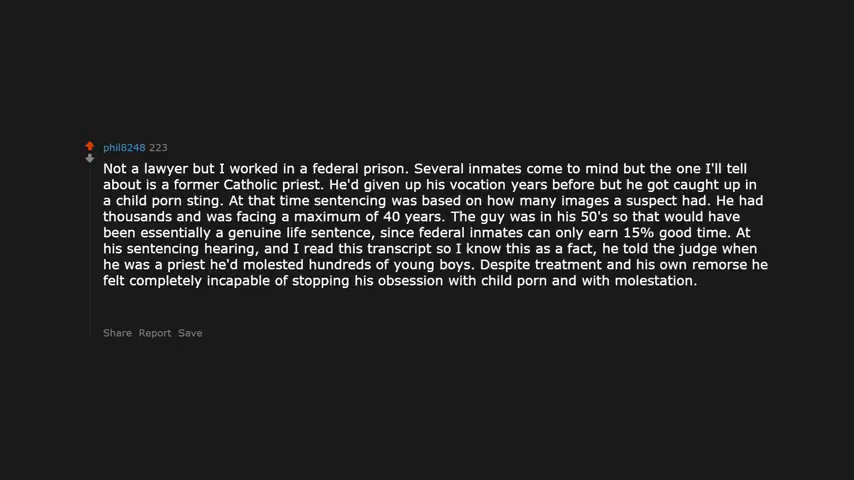 phil8248 223
Not a lawyer but I worked in a federal prison. Several inmates come to mind but the one I'll tell
about is a former Catholic priest. He'd given up his vocation years before but he got caught up in
a child porn sting. At that time sentencing was based on how many images a suspect had. He had
thousands and was facing a maximum of 40 years. The guy was in his 50's so that would have
been essentially a genuine life sentence, since federal inmates can only earn 15% good time. At
his sentencing hearing, and I read this transcript so I know this as a fact, he told the judge when
he was a priest he'd molested hundreds of young boys. Despite treatment and his own remorse he
felt completely incapable of stopping his obsession with child porn and with molestation.
Share Report Save